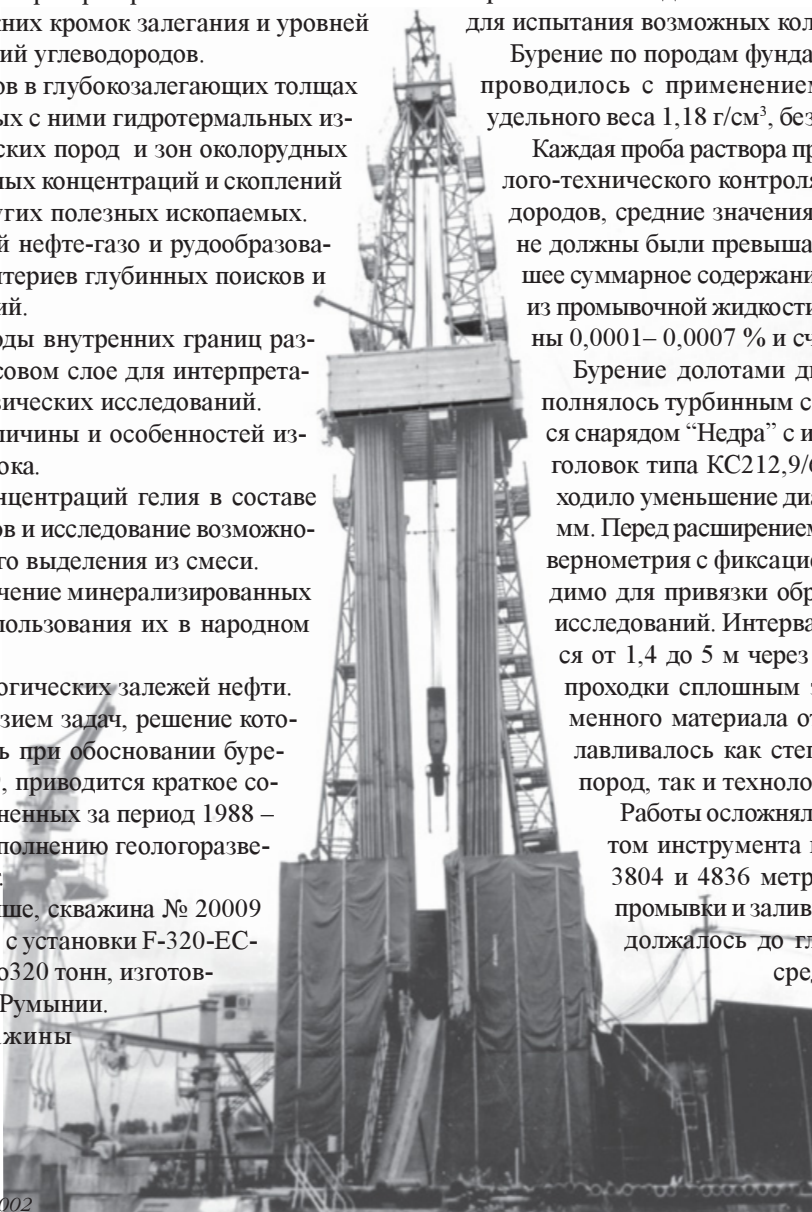 них кромок залегания и уровней
ий углеводородов.
ов в глубокозалегающих толщах
ых с ними гидротермальных из-
ских пород и зон околорудных
ных концентраций и скоплений
угих полезных ископаемых.
й нефте-газо и рудообразова-
итериев глубинных поисков и
ий.
оды внутренних границ раз-
совом слое для интерпрета-
зических исследований.
личины и особенностей из-
ока.
нцентраций гелия в составе
ов и исследование возможно-
го выделения из смеси.
чение минерализированных
пользования их в народном
огических залежей нефти.
зием задач, решение кото-
ь при обосновании буре-
, приводится краткое со-
ненных за период 1988 –
полнению геологоразве-
ше, скважина № 20009
с установки F-320-EC-
о320 тонн, изготов-
Румынии.
жины
002
для испытания возможных кол
Бурение по породам фунда
проводилось с применением
удельного веса 1,18 г/см³, без
Каждая проба раствора пр
лого-технического контроля
дородов, средние значения
не должны были превыша
шее суммарное содержани
из промывочной жидкости
ны 0,0001– 0,0007 % и сч
Бурение долотами ди
полнялось турбинным с
ся снарядом “Недра” с и
головок типа КС212,9/6
ходило уменьшение диа
мм. Перед расширением
вернометрия с фиксацие
димо для привязки обр
исследований. Интерва
ся от 1,4 до 5 м через
проходки сплошным з
менного материала от
лавливалось как степ
пород, так и техноло
Работы осложнял
том инструмента н
3804 и 4836 метр
промывки и залив
должалось до гл
сред